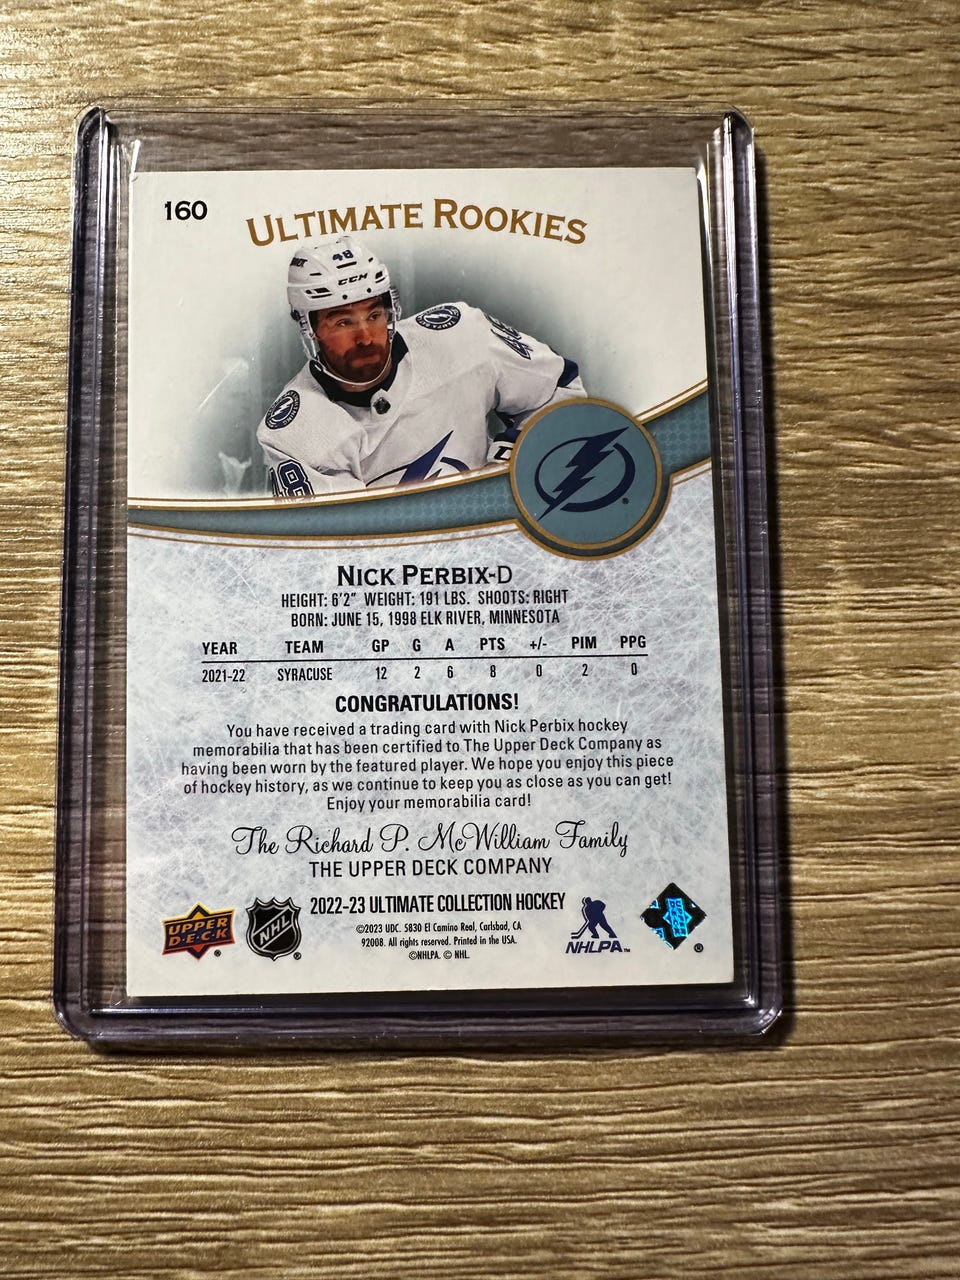 160
ULTIMATE ROOKIES
48
CCM
48
48
NICK PERBIX-D
HEIGHT: 6'2" WEIGHT: 191 LBS. SHOOTS: RIGHT
BORN: JUNE 15, 1998 ELK RIVER, MINNESOTA
YEAR TEAM GP G A PTS +/- PIM PPG
2021-22 SYRACUSE 12 2 6 8 0 2 0
CONGRATULATIONS!
You have received a trading card with Nick Perbix hockey
memorabilia that has been certified to The Upper Deck Company as
having been worn by the featured player. We hope you enjoy this piece
of hockey history, as we continue to keep you as close as you can get!
Enjoy your memorabilia card!
The Richard P. McWilliam Family
THE UPPER DECK COMPANY
2022-23 ULTIMATE COLLECTION HOCKEY
©2023 UDC. 5830 El Camino Real, Carlsbad, CA
92008. All rights reserved. Printed in the USA.
©NHLPA. © NHL.
UPPER
D·E·C·K
®
NHL
®
NHLPA™